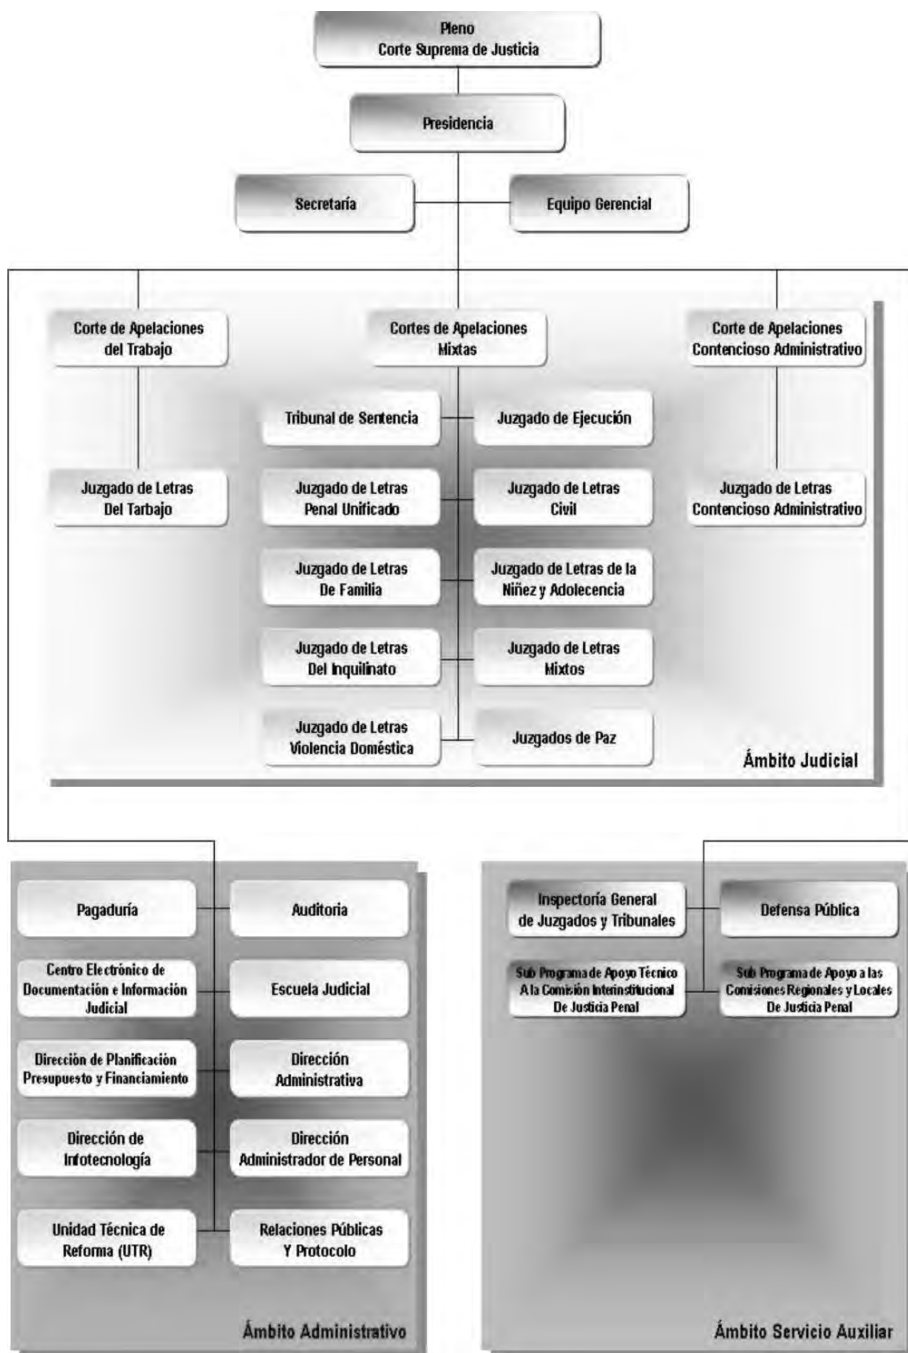 Pleno
Corte Suprema de Justicia
Presidencia
Secretaría
Equipo Gerencial
Corte de Apelaciones
del Trabajo
Cortes de Apelaciones
Mixtas
Corte de Apelaciones
Contencioso Administrativo
Tribunal de Sentencia
Juzgado de Ejecución
Juzgado de Letras
Del Tarbajo
Juzgado de Letras
Penal Unificado
Juzgado de Letras
Civil
Juzgado de Letras
Contencioso Administrativo
Juzgado de Letras
De Familia
Juzgado de Letras de la
Niñez y Adolecencia
Juzgado de Letras
Del Inquilinato
Juzgado de Letras
Mixtos
Juzgado de Letras
Violencia Doméstica
Juzgados de Paz
Ámbito Judicial
Pagaduría
Auditoria
Centro Electrónico de
Documentación e Información
Judicial
Escuela Judicial
Dirección de Planificación
Presupuesto y Financiamiento
Dirección
Administrativa
Dirección de
Infotecnología
Dirección
Administrador de Personal
Unidad Técnica de
Reforma (UTR)
Relaciones Públicas
Y Protocolo
Ámbito Administrativo
Inspectoría General
de Juzgados y Tribunales
Defensa Pública
Sub Programa de Apoyo Técnico
A la Comisión Interinstitucional
De Justicia Penal
Sub Programa de Apoyo a las
Comisiones Regionales y Locales
De Justicia Penal
Ámbito Servicio Auxiliar